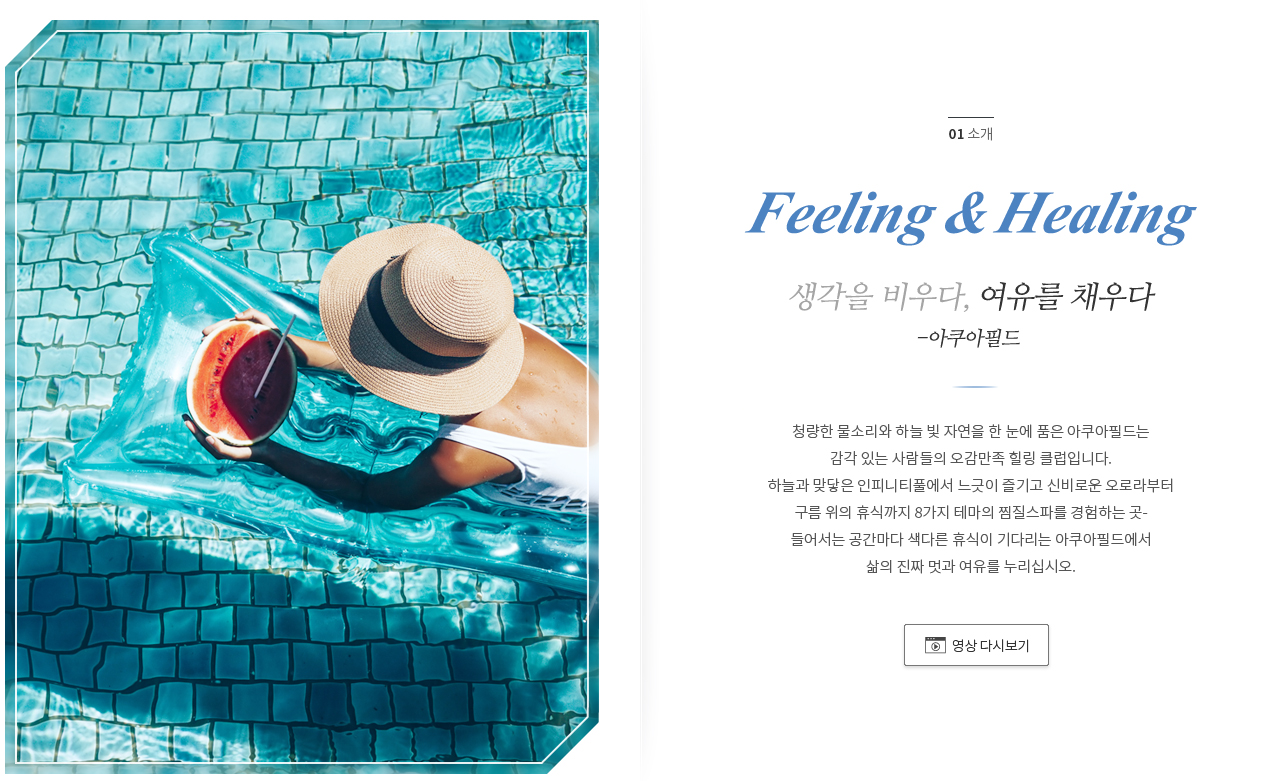 01 소개
Feeling & Healing
생각을 비우다, 여유를 채우다
-아쿠아필드
청량한 물소리와 하늘 빛 자연을 한 눈에 품은 아쿠아필드는
감각 있는 사람들의 오감만족 힐링 클럽입니다.
하늘과 맞닿은 인피니티풀에서 느긋이 즐기고 신비로운 오로라부터
구름 위의 휴식까지 8가지 테마의 찜질스파를 경험하는 곳-
들어서는 공간마다 색다른 휴식이 기다리는 아쿠아필드에서
삶의 진짜 멋과 여유를 누리십시오.
영상 다시보기